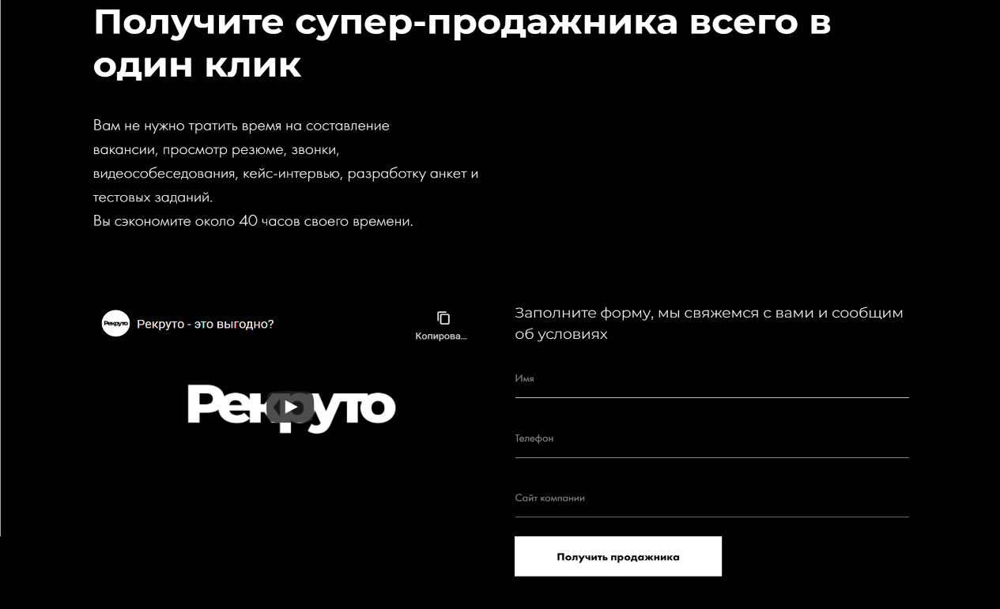 Получите супер-продажника всего в
один клик
Вам не нужно тратить время на составление
вакансии, просмотр резюме, звонки,
видеособеседования, кейс-интервью, разработку анкет и
тестовых заданий.
Вы сэкономите около 40 часов своего времени.
Рекруто
Рекруто - это выгодно?
Копирова...
Рекруто
Заполните форму, мы свяжемся с вами и сообщим
об условиях
Имя
Телефон
Сайт компании
Получить продажника